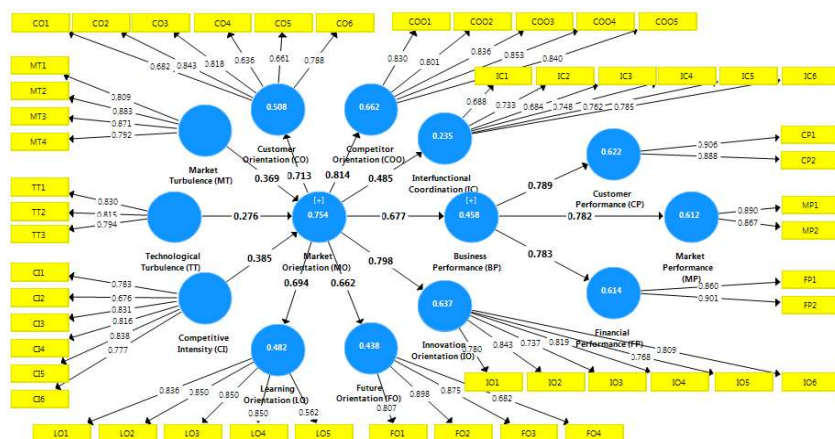 CO1 CO2 CO3 CO4 CO5 CO6 COO1 COO2 COO3 COO4 COO5
0.682 0.843 0.818 0.636 0.661 0.788 0.830 0.801 0.836 0.853 0.840
MT1
MT2
MT3
MT4
0.809
0.883
0.871
0.792
IC1 IC2 IC3 IC4 IC5 IC6
0.688 0.733 0.684 0.748 0.762 0.785
0.508
Customer
Orientation (CO)
0.662
Competitor
Orientation (COO)
0.235
Interfunctional
Coordination (IC)
Market
Turbulence (MT)
0.369
0.713
0.814
0.485
0.622
Customer
Performance (CP)
0.906
0.888
CP1
CP2
0.789
TT1
TT2
TT3
0.830
0.815
0.794
Technological
Turbulence (TT)
0.276
[+]
0.754
Market
Orientation (MO)
0.677
[+]
0.458
Business
Performance (BP)
0.782
0.612
Market
Performance
(MP)
0.890
0.867
MP1
MP2
0.385
0.694
0.662
0.798
0.783
CI1
CI2
CI3
CI4
CI5
CI6
0.783
0.676
0.831
0.816
0.838
0.777
Competitive
Intensity (CI)
0.614
Financial
Performance (FP)
0.860
0.901
FP1
FP2
0.637
Innovation
Orientation (IO)
0.780 0.843 0.737 0.819 0.768 0.809
IO1 IO2 IO3 IO4 IO5 IO6
0.482
Learning
Orientation (LO)
0.438
Future
Orientation (FO)
0.836 0.850 0.850 0.850 0.562 0.807 0.898 0.875 0.682
LO1 LO2 LO3 LO4 LO5 FO1 FO2 FO3 FO4